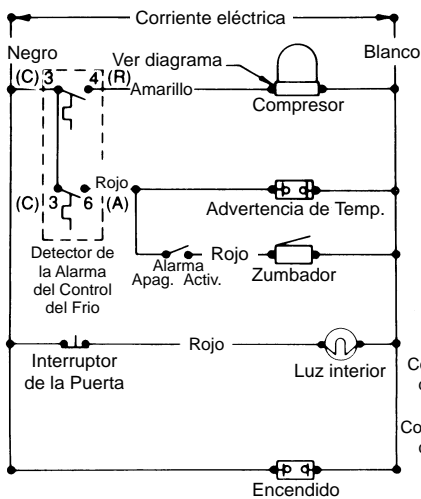 Corriente eléctrica
Negro
Blanco
Ver diagrama
(C) 3 4 (R)
Amarillo
Compresor
Rojo
(C) 3 6 (A)
Advertencia de Temp.
Detector de
la Alarma
del Control
del Frio
Alarma
Apag. Activ.
Rojo
Zumbador
Rojo
Interruptor
de la Puerta
Luz interior
Encendido